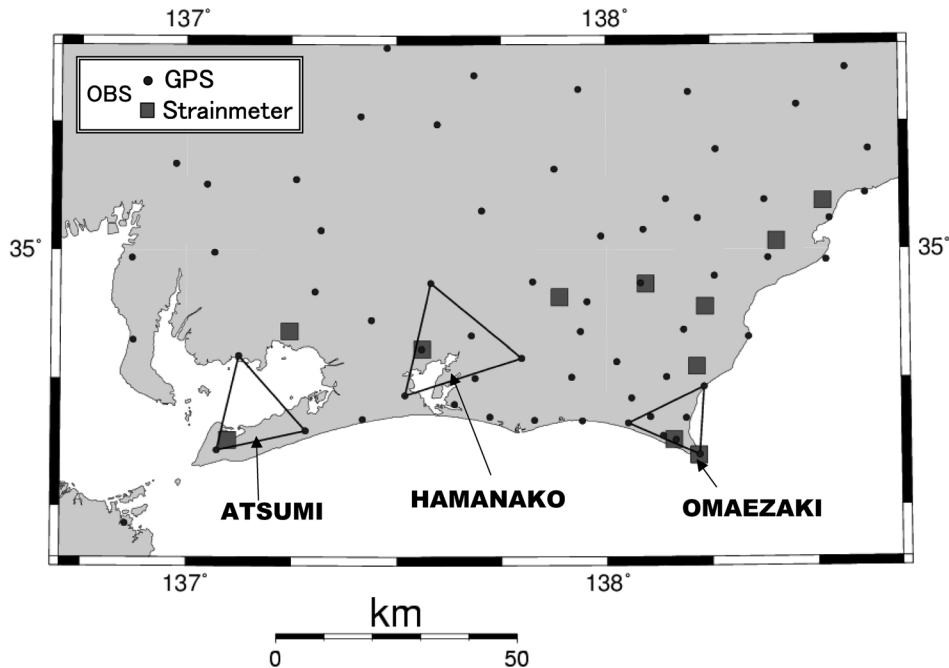 137° 138°
OBS
GPS
Strainmeter
35° 35°
ATSUMI
HAMANAKO
OMAEZAKI
137° 138°
km
0 50